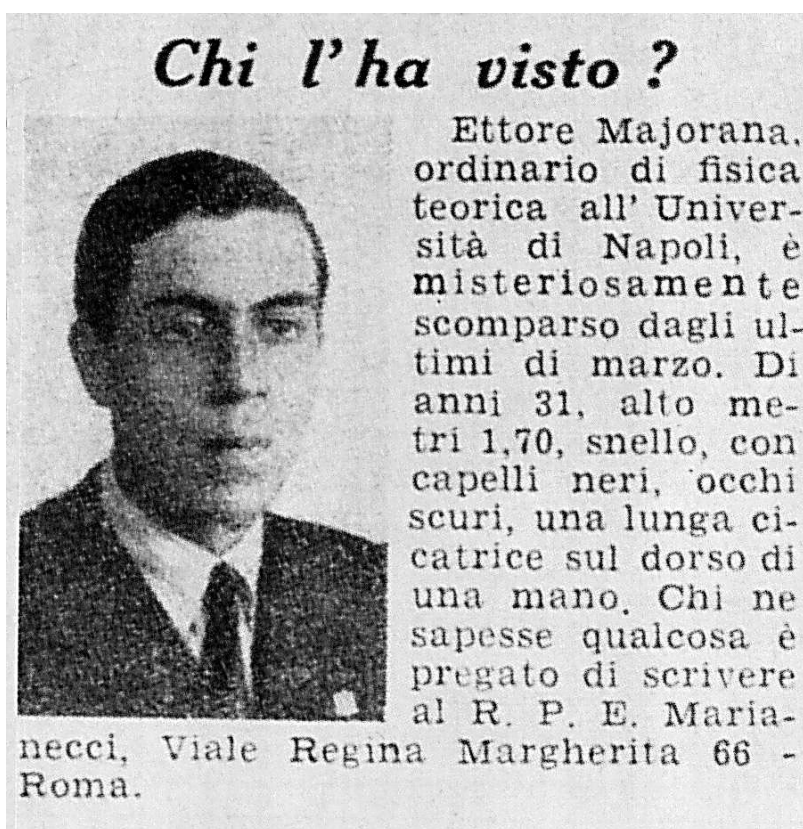 Chi l'ha visto?
Ettore Majorana,
ordinario di fisica
teorica all'Univer-
sità di Napoli, è
misteriosamente
scomparso dagli ul-
timi di marzo. Di
anni 31, alto me-
tri 1,70, snello, con
capelli neri, occhi
scuri, una lunga ci-
catrice sul dorso di
una mano. Chi ne
sapesse qualcosa è
pregato di scrivere
al R. P. E. Maria-
necci, Viale Regina Margherita 66 -
Roma.